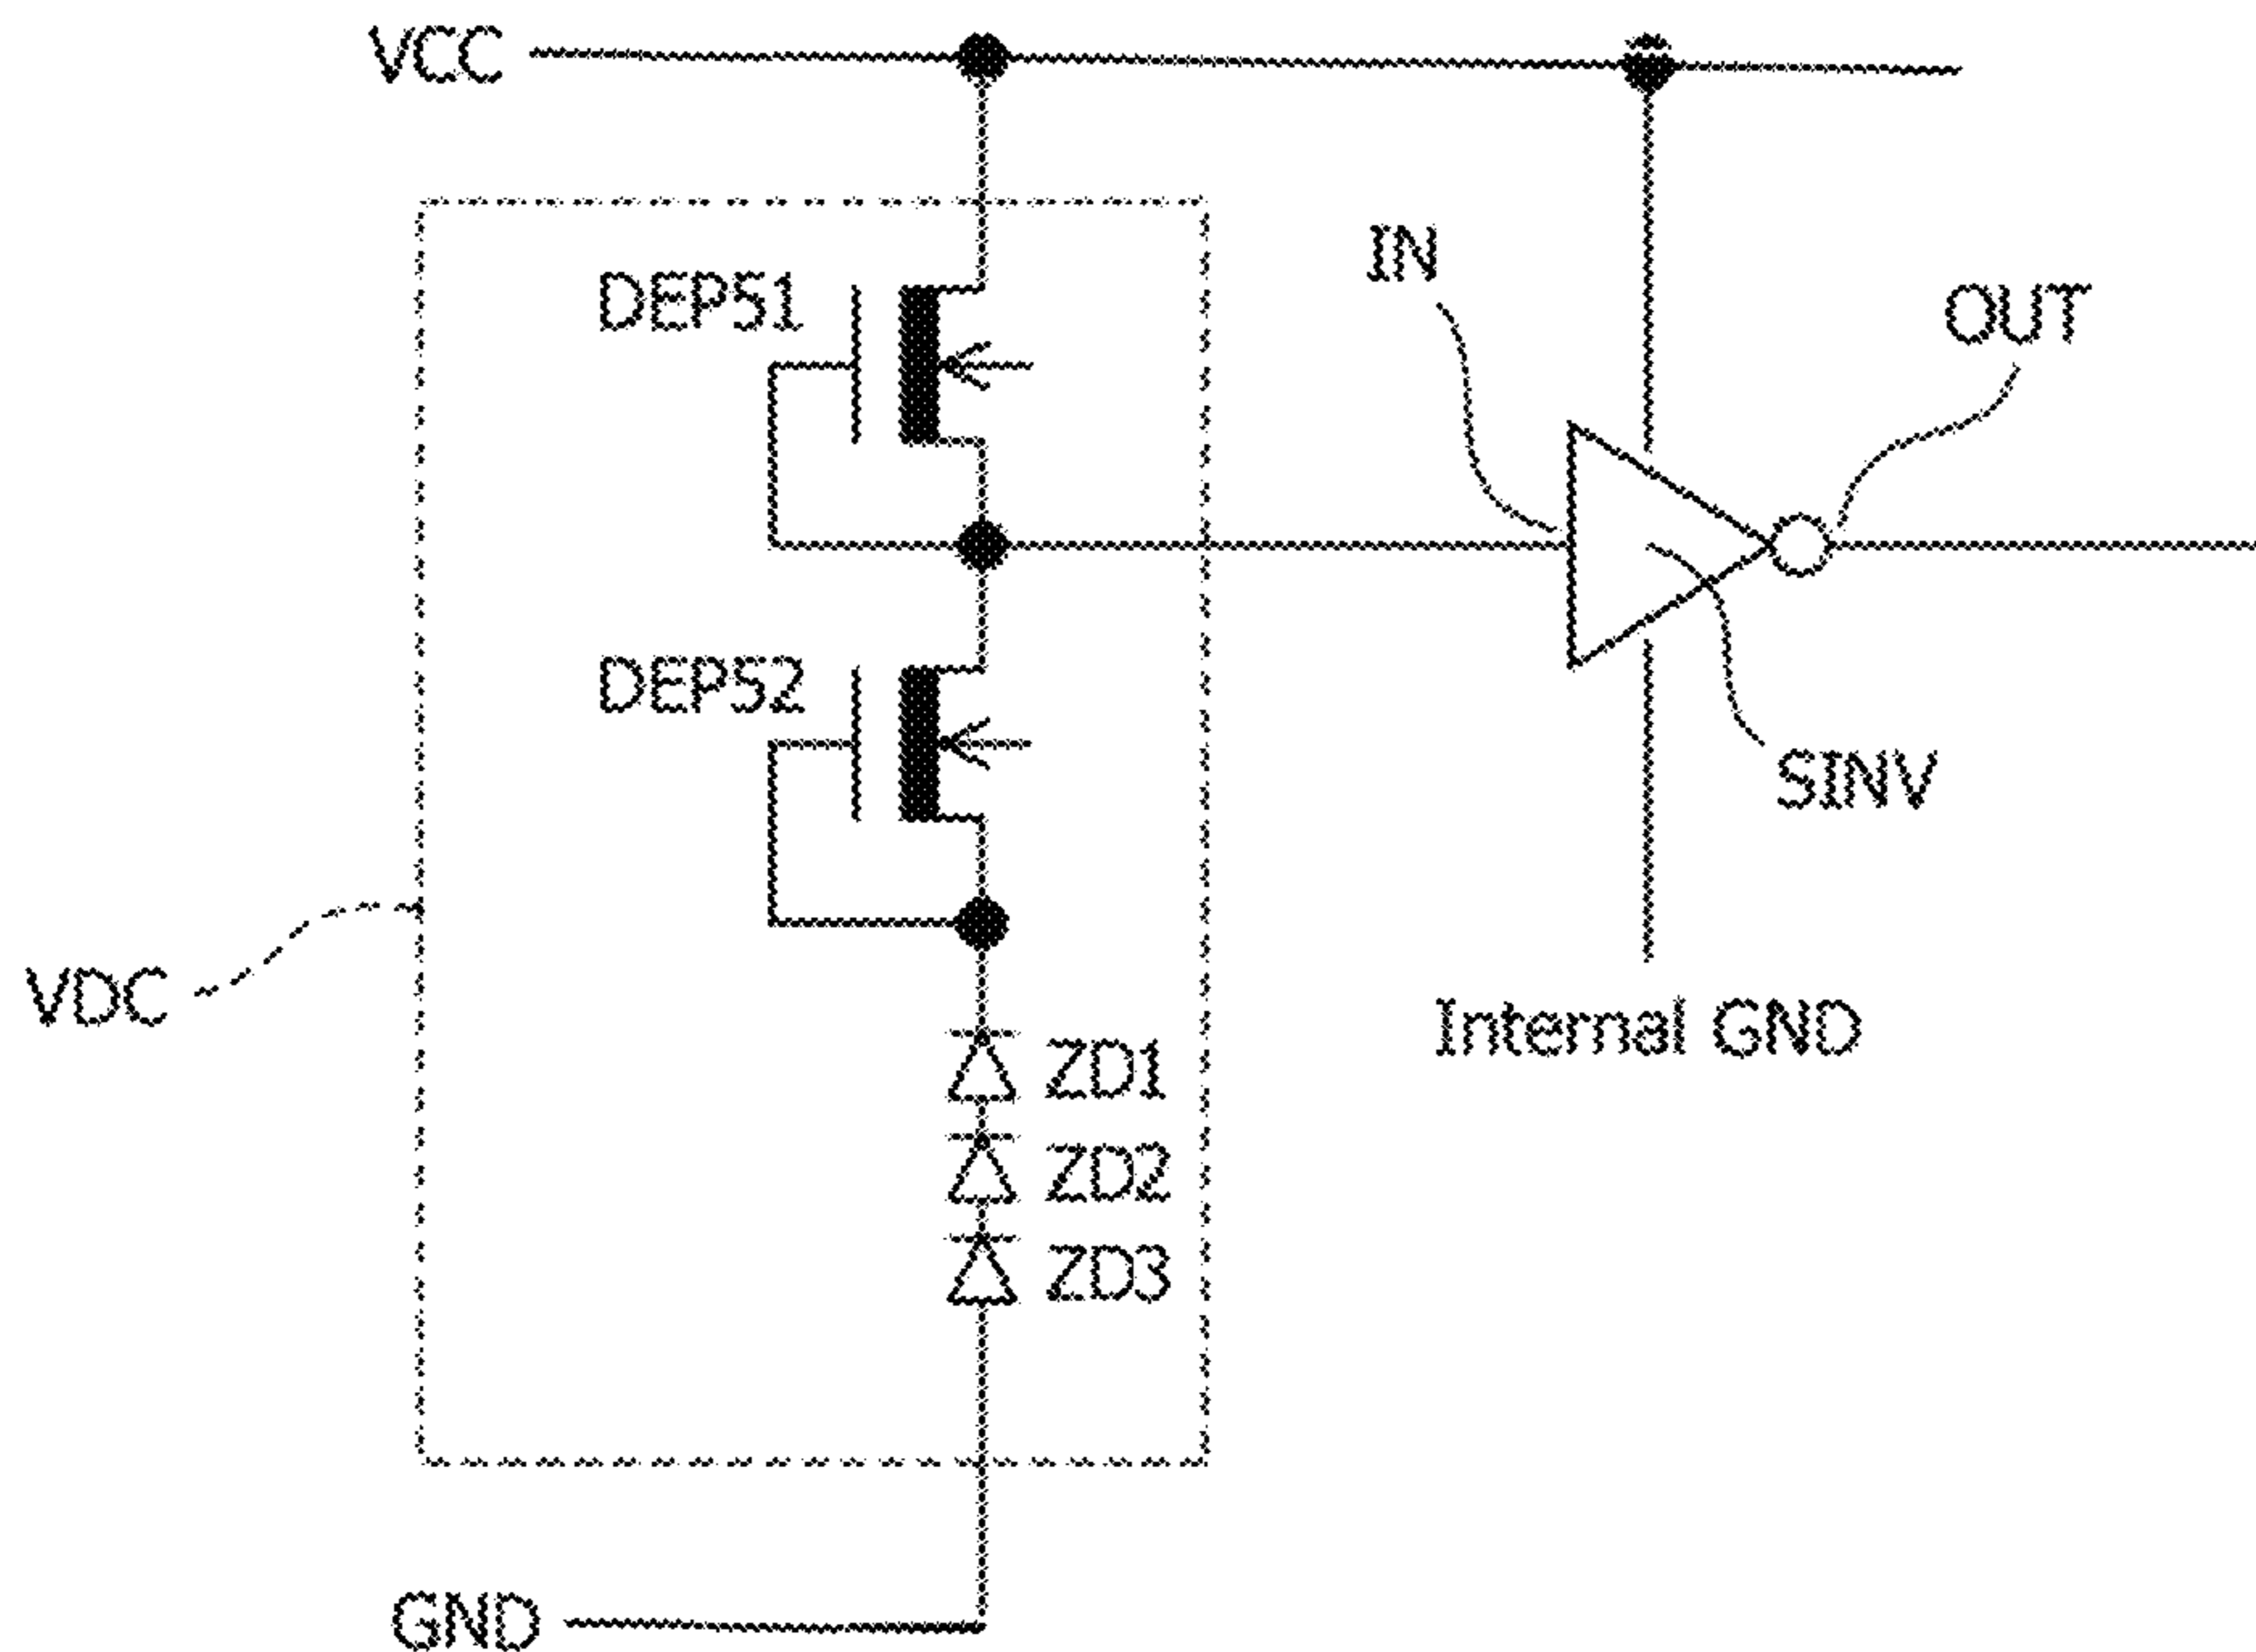 VCC
IN
DEP51
OUT
DEP52
SINV
VDC
Internal GND
ZD1
ZD2
ZD3
GND